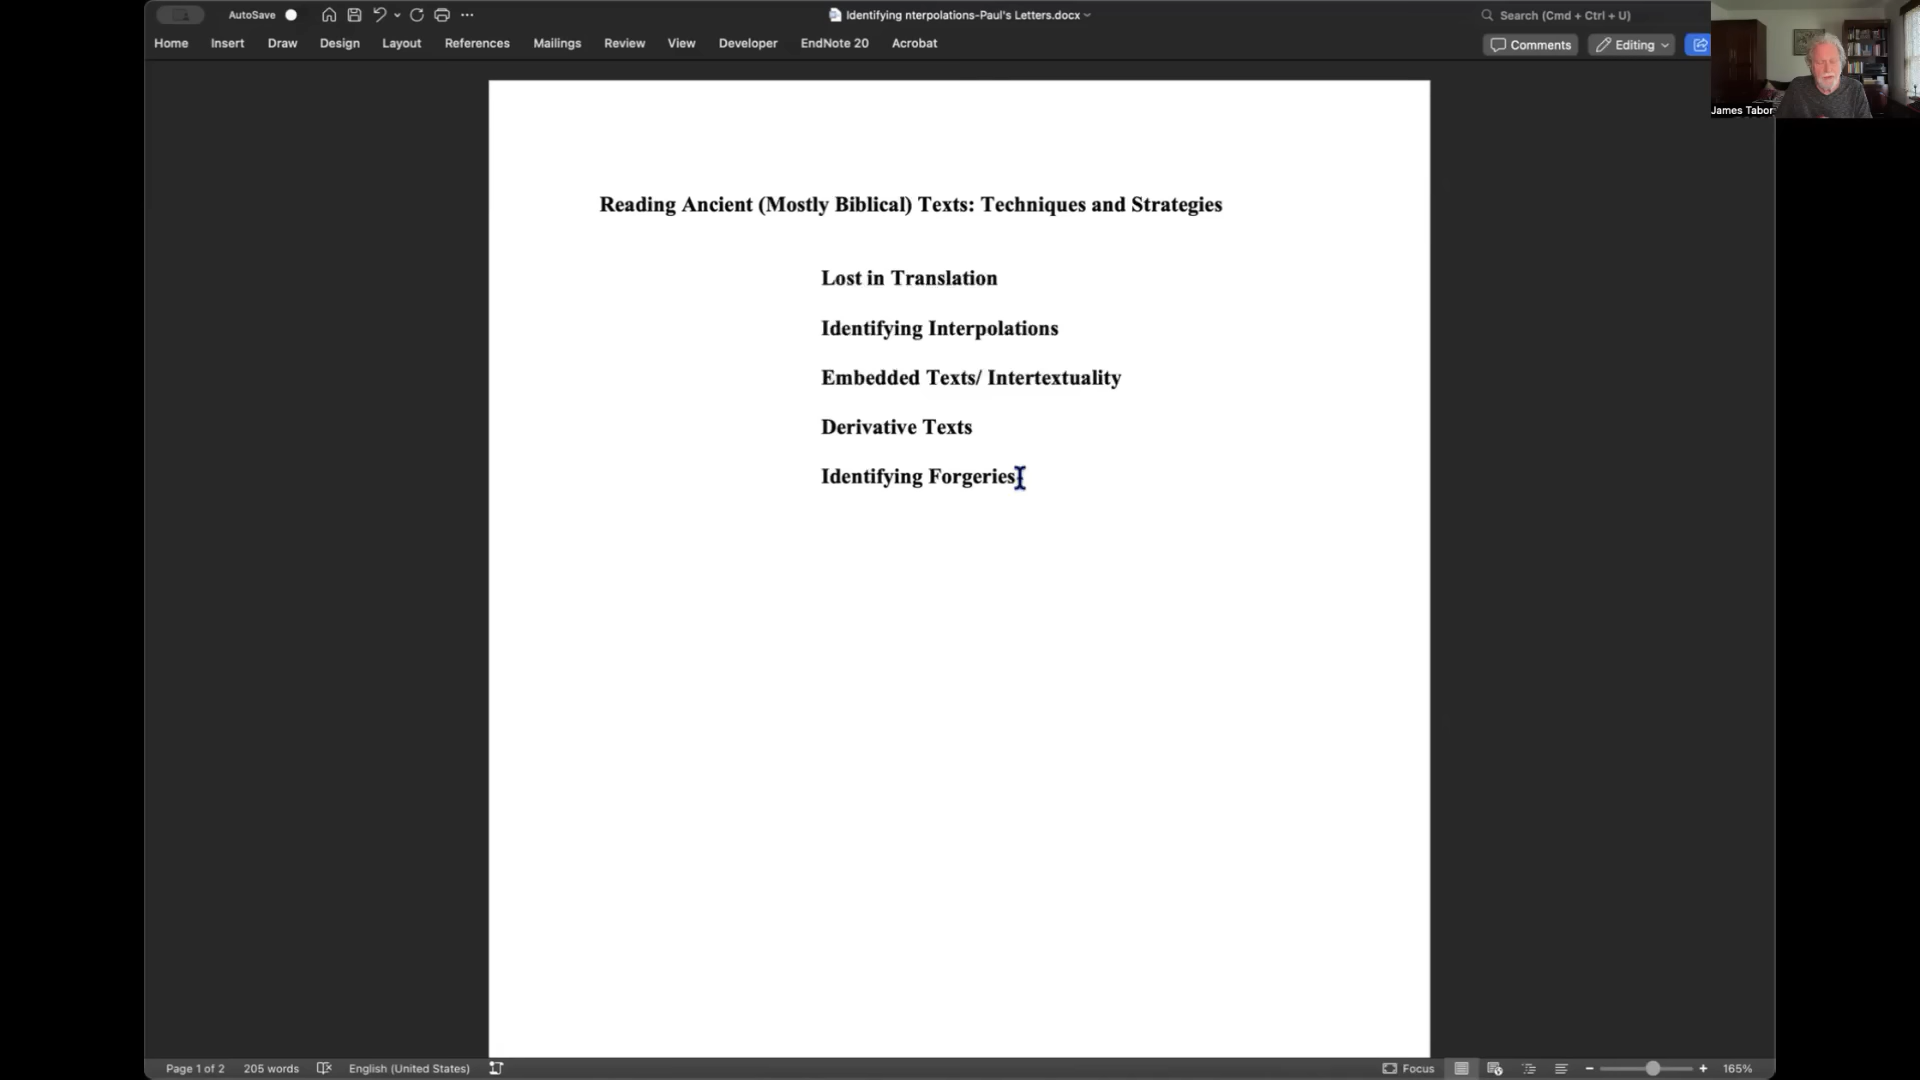 AutoSave
Identifying nterpolations-Paul's Letters.docx
Search (Cmd + Ctrl + U)
Home Insert Draw Design Layout References Mailings Review View Developer EndNote 20 Acrobat
Comments Editing
James Tabor
Reading Ancient (Mostly Biblical) Texts: Techniques and Strategies
Lost in Translation
Identifying Interpolations
Embedded Texts/ Intertextuality
Derivative Texts
Identifying Forgeries
Page 1 of 2 205 words English (United States) Focus 165%